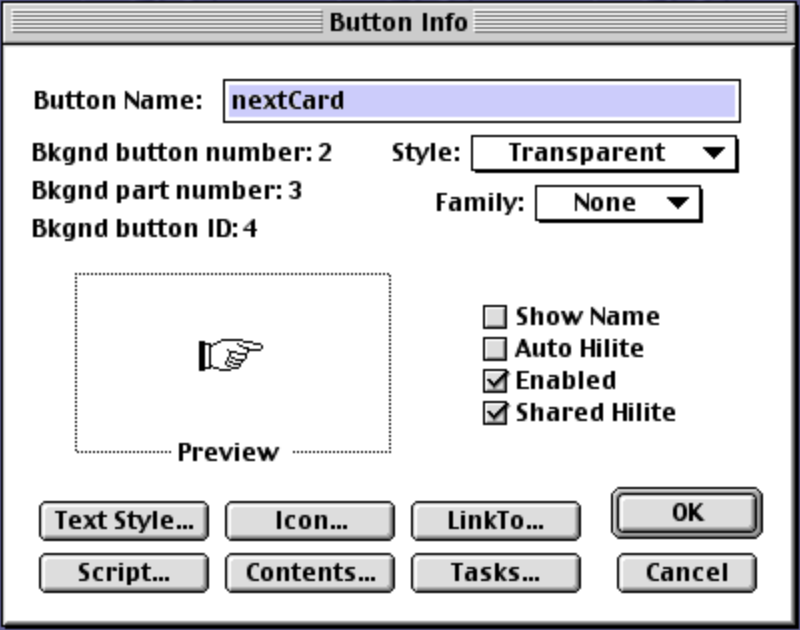 Button Info
Button Name: nextCard
Bkgnd button number: 2
Style: Transparent
Bkgnd part number: 3
Family: None
Bkgnd button ID: 4
Show Name
Auto Hilite
Enabled
Shared Hilite
Preview
Text Style... Icon... LinkTo... OK
Script... Contents... Tasks... Cancel